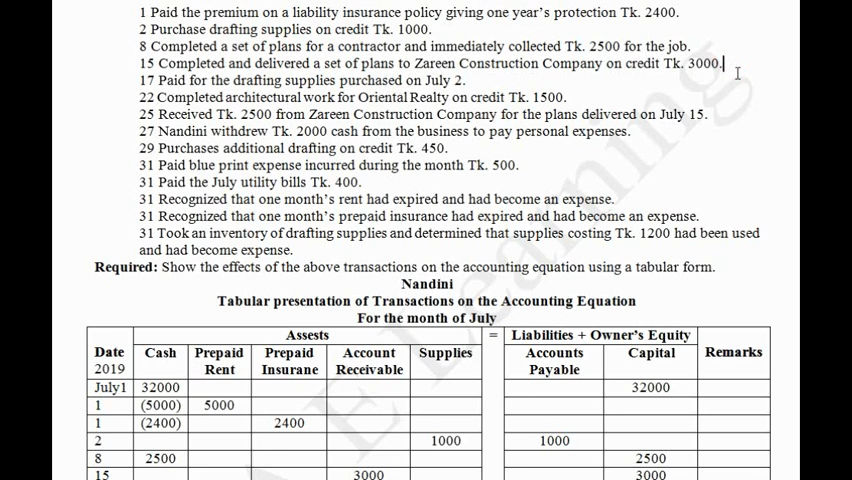 1 Paid the premium on a liability insurance policy giving one year's protection Tk. 2400.
2 Purchase drafting supplies on credit Tk. 1000.
8 Completed a set of plans for a contractor and immediately collected Tk. 2500 for the job.
15 Completed and delivered a set of plans to Zareen Construction Company on credit Tk. 3000.
17 Paid for the drafting supplies purchased on July 2.
22 Completed architectural work for Oriental Realty on credit Tk. 1500.
25 Received Tk. 2500 from Zareen Construction Company for the plans delivered on July 15.
27 Nandini withdrew Tk. 2000 cash from the business to pay personal expenses.
29 Purchases additional drafting on credit Tk. 450.
31 Paid blue print expense incurred during the month Tk. 500.
31 Paid the July utility bills Tk. 400.
31 Recognized that one month's rent had expired and had become an expense.
31 Recognized that one month's prepaid insurance had expired and had become an expense.
31 Took an inventory of drafting supplies and determined that supplies costing Tk. 1200 had been used
and had become expense.
Required: Show the effects of the above transactions on the accounting equation using a tabular form.
Nandini
Tabular presentation of Transactions on the Accounting Equation
For the month of July
Assests = Liabilities + Owner's Equity
Date Cash Prepaid Prepaid Account Supplies Accounts Capital Remarks
2019 Rent Insurane Receivable Payable
July1 32000 32000
1 (5000) 5000
1 (2400) 2400
2 1000 1000
8 2500 2500
15 3000 3000
A E Learning